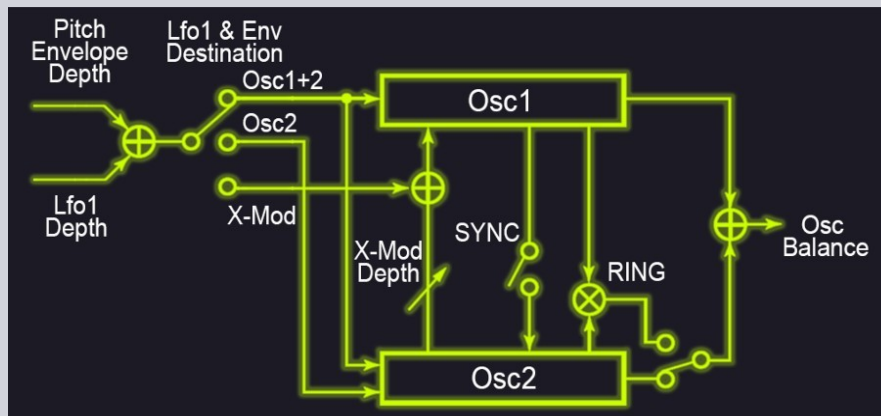 Pitch
Envelope
Depth
Lfo1 & Env
Destination
Osc1+2
Osc2
X-Mod
Lfo1
Depth
Osc1
SYNC
X-Mod
Depth
RING
Osc
Balance
Osc2